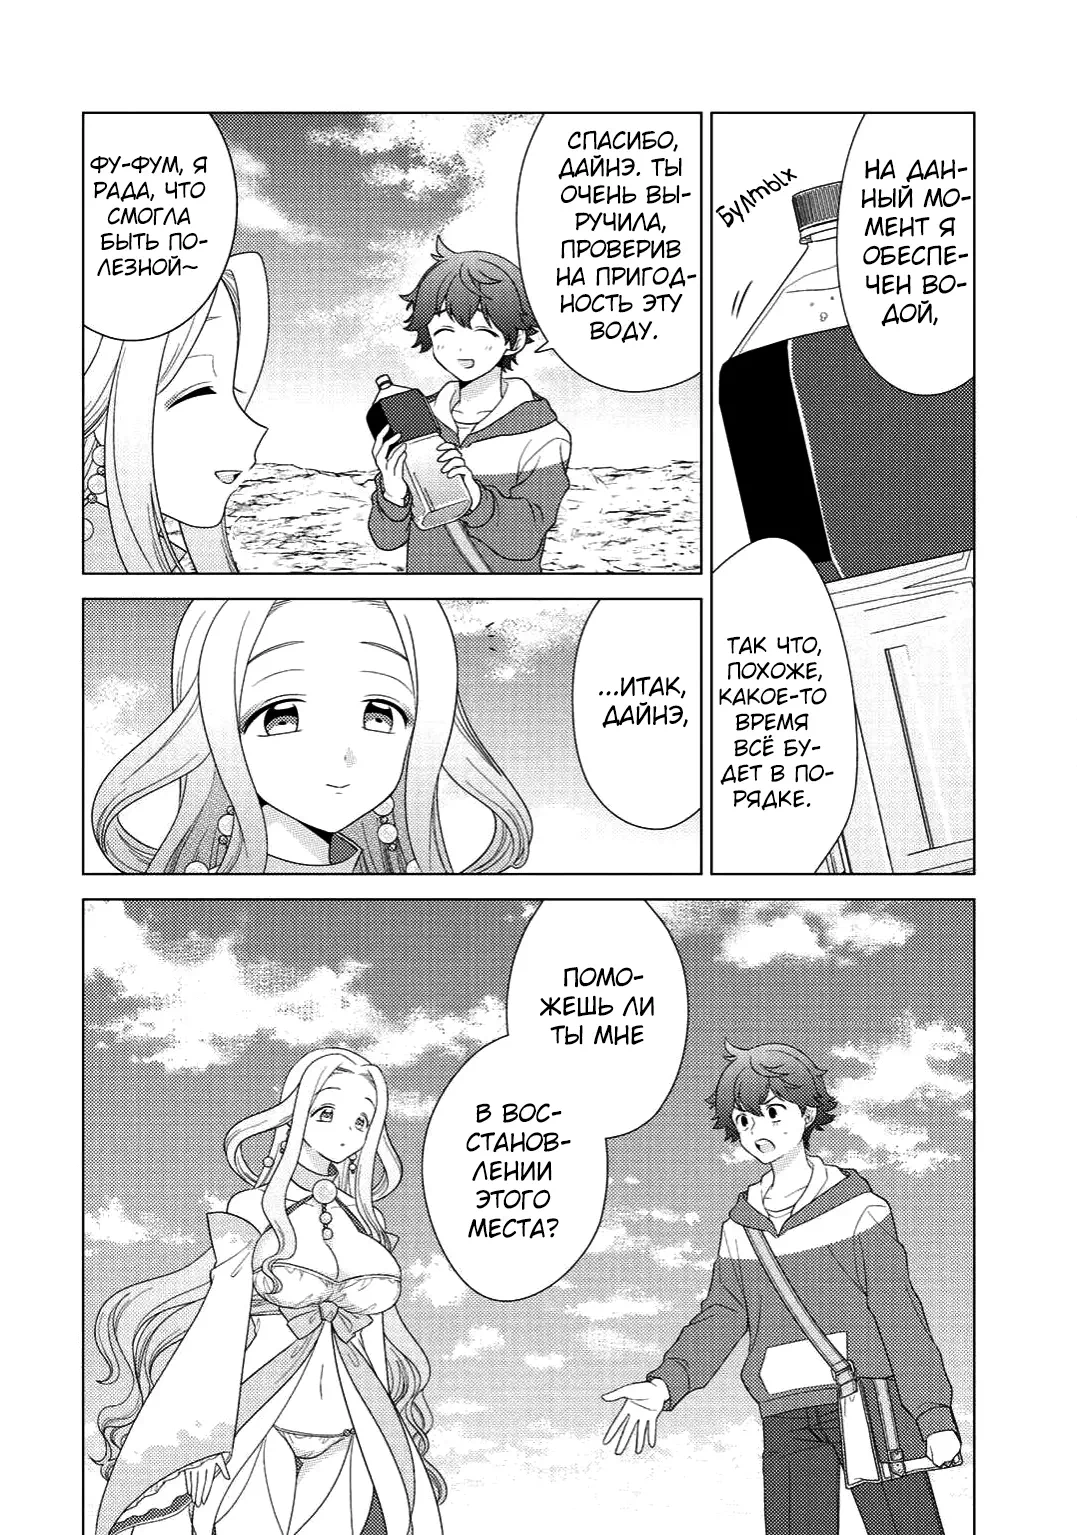 НА ДАН-
НЫЙ МО-
МЕНТ Я
ОБЕСПЕ-
ЧЕН ВО-
ДОЙ,
Бултых
ТАК ЧТО,
ПОХОЖЕ,
КАКОЕ-ТО
ВРЕМЯ
ВСЁ БУ-
ДЕТ В ПО-
РЯДКЕ.
СПАСИБО,
ДАЙНЭ. ТЫ
ОЧЕНЬ ВЫ-
РУЧИЛА,
ПРОВЕРИВ
НА ПРИГОД-
НОСТЬ ЭТУ
ВОДУ.
ФУ-ФУМ, Я
РАДА, ЧТО
СМОГЛА
БЫТЬ ПО-
ЛЕЗНОЙ~
...ИТАК,
ДАЙНЭ,
ПОМО-
ЖЕШЬ ЛИ
ТЫ МНЕ
В ВОС-
СТАНОВ-
ЛЕНИИ
ЭТОГО
МЕСТА?